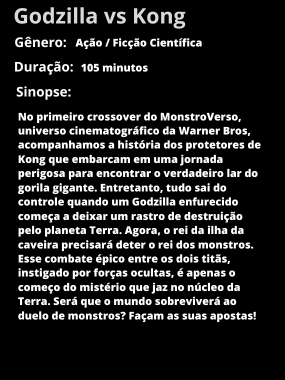 Godzilla vs Kong
Gênero: Ação / Ficção Científica
Duração: 105 minutos
Sinopse:
No primeiro crossover do MonstroVerso,
universo cinematográfico da Warner Bros,
acompanhamos a história dos protetores de
Kong que embarcam em uma jornada
perigosa para encontrar o verdadeiro lar do
gorila gigante. Entretanto, tudo sai do
controle quando um Godzilla enfurecido
começa a deixar um rastro de destruição
pelo planeta Terra. Agora, o rei da ilha da
caveira precisará deter o rei dos monstros.
Esse combate épico entre os dois titãs,
instigado por forças ocultas, é apenas o
começo do mistério que jaz no núcleo da
Terra. Será que o mundo sobreviverá ao
duelo de monstros? Façam as suas apostas!